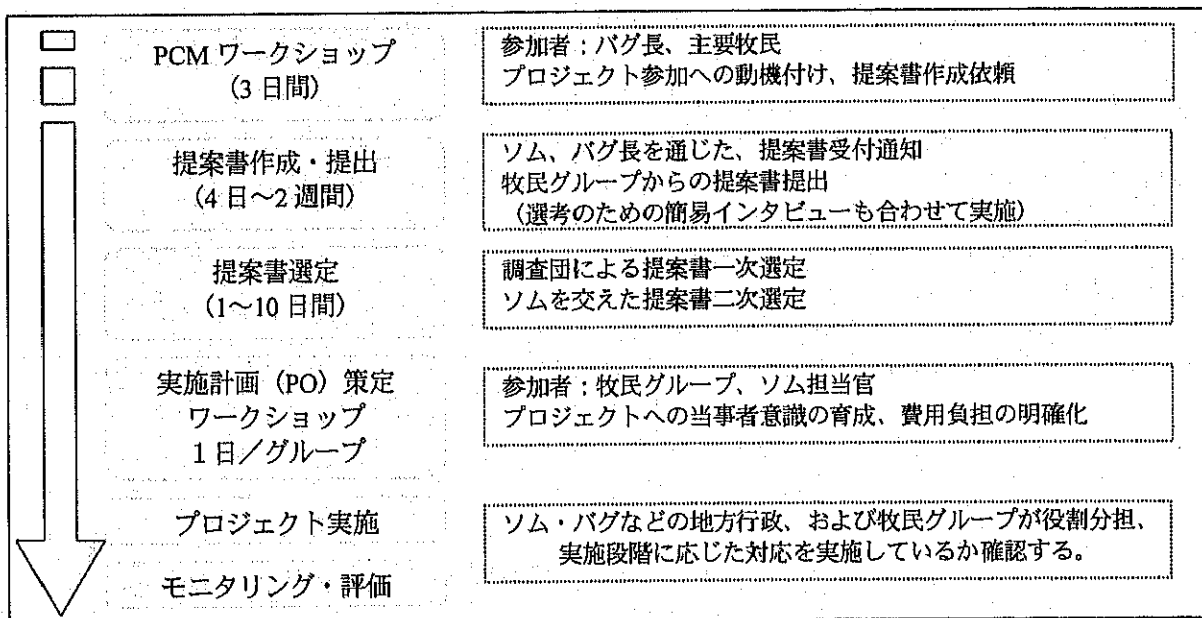 PCM ワークショップ
(3 日間)
参加者：バグ長、主要牧民
プロジェクト参加への動機付け、提案書作成依頼
提案書作成・提出
(4 日～2 週間)
ソム、バグ長を通じた、提案書受付通知
牧民グループからの提案書提出
（選考のための簡易インタビューも合わせて実施）
提案書選定
(1～10 日間)
調査団による提案書一次選定
ソムを交えた提案書二次選定
実施計画（PO）策定
ワークショップ
1 日／グループ
参加者：牧民グループ、ソム担当官
プロジェクトへの当事者意識の育成、費用負担の明確化
プロジェクト実施
モニタリング・評価
ソム・バグなどの地方行政、および牧民グループが役割分担、
実施段階に応じた対応を実施しているか確認する。